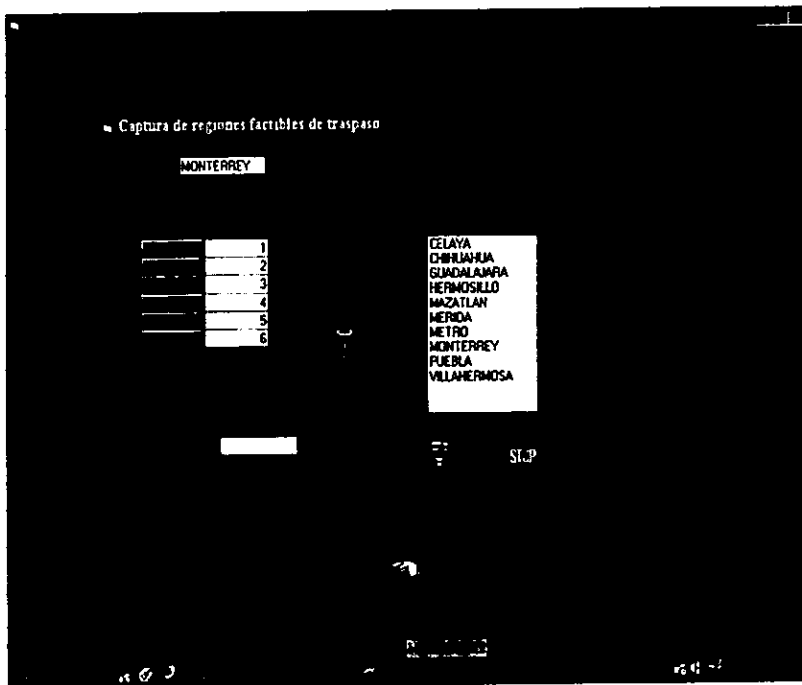 Captura de regiones factibles de traspaso
MONTERREY
1
2
3
4
5
6
CELAYA
CHIHUAHUA
GUADALAJARA
HERMOSILLO
MAZATLAN
MERIDA
METRO
MONTERREY
PUEBLA
VILLAHERMOSA